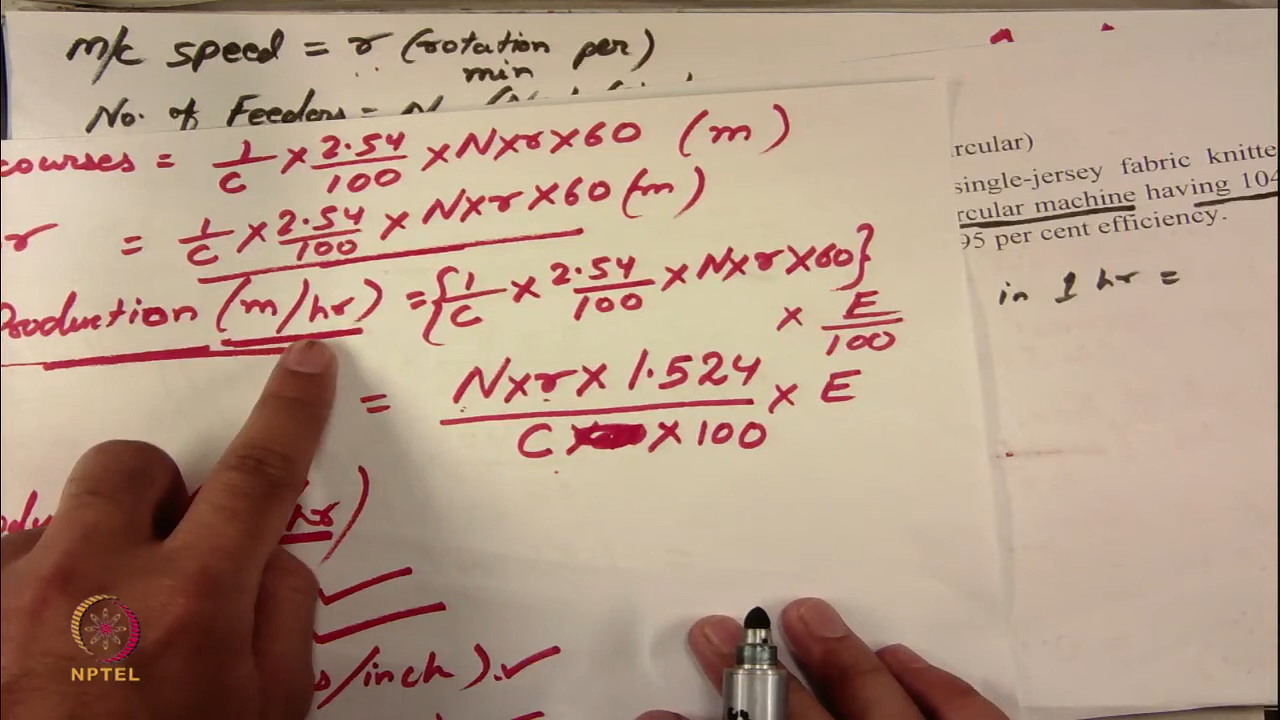 m/c speed = r (rotation per)
min
No. of Feeders = N
courses = 1/C × 2.54/100 × N×r×60 (m)
r = 1/C × 2.54/100 × N×r×60 (m)
Production (m/hr) = {1/C × 2.54/100 × N×r×60}
× E/100
= N×r×1.524 / C × 100 × E
hr)
s/inch). ✓
rcular)
single-jersey fabric knitte
rcular machine having 104
95 per cent efficiency.
in 1 hr =
NPTEL